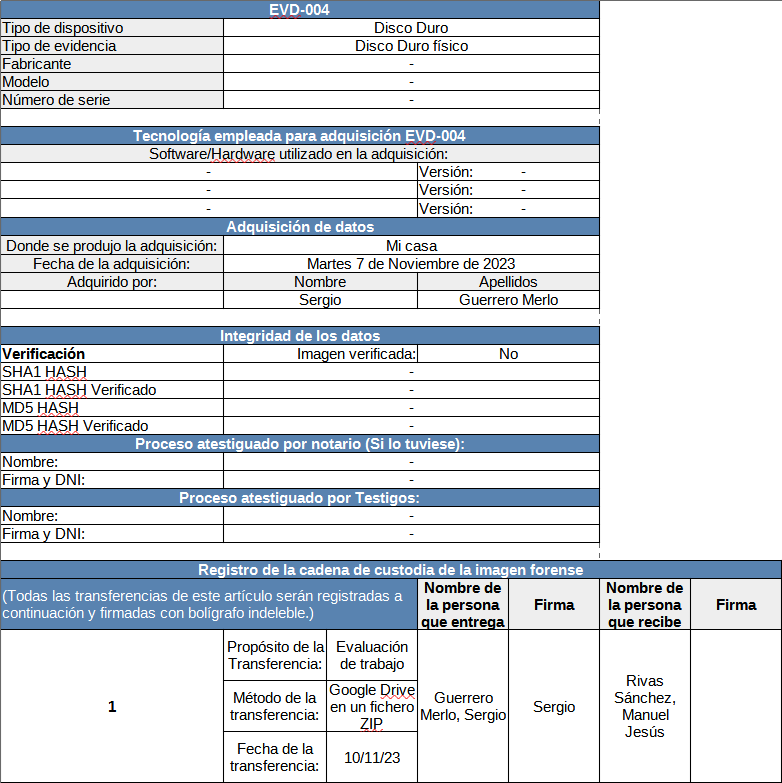 EVD-004
Tipo de dispositivo Disco Duro
Tipo de evidencia Disco Duro físico
Fabricante -
Modelo -
Número de serie -
Tecnología empleada para adquisición EVD-004
Software/Hardware utilizado en la adquisición:
- Versión: -
- Versión: -
- Versión: -
Adquisición de datos
Donde se produjo la adquisición: Mi casa
Fecha de la adquisición: Martes 7 de Noviembre de 2023
Adquirido por: Nombre Apellidos
Sergio Guerrero Merlo
Integridad de los datos
Verificación Imagen verificada: No
SHA1 HASH -
SHA1 HASH Verificado -
MD5 HASH -
MD5 HASH Verificado -
Proceso atestiguado por notario (Si lo tuviese):
Nombre: -
Firma y DNI: -
Proceso atestiguado por Testigos:
Nombre: -
Firma y DNI: -
Registro de la cadena de custodia de la imagen forense
(Todas las transferencias de este artículo serán registradas a
continuación y firmadas con bolígrafo indeleble.)
Nombre de
la persona
que entrega
Firma
Nombre de
la persona
que recibe
Firma
1
Propósito de la
Transferencia:
Evaluación
de trabajo
Método de la
transferencia:
Google Drive
en un fichero
ZIP
Fecha de la
transferencia:
10/11/23
Guerrero
Merlo, Sergio
Sergio
Rivas
Sánchez,
Manuel
Jesús